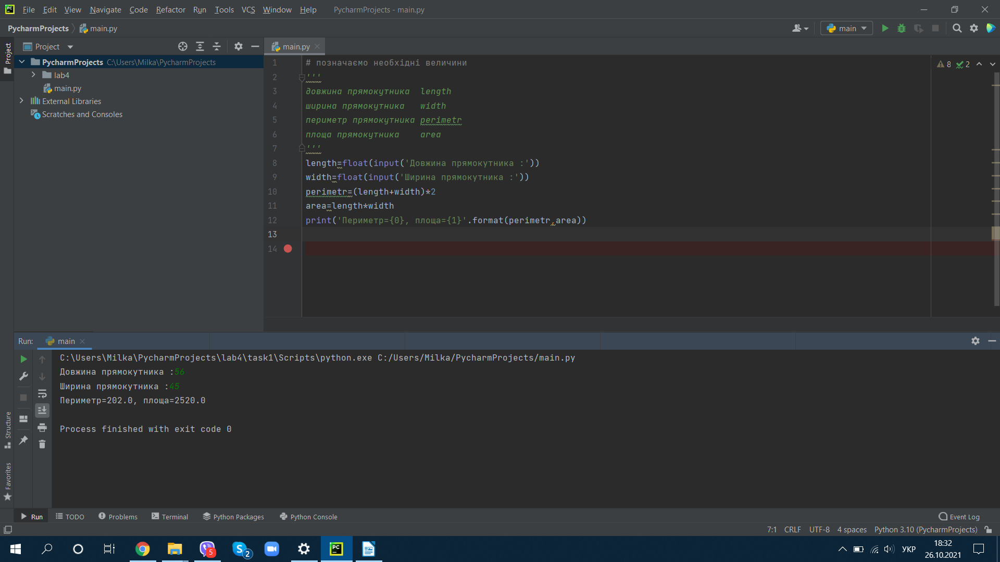 File Edit View Navigate Code Refactor Run Tools VCS Window Help PycharmProjects - main.py
PycharmProjects main.py main
Project
Project
main.py
PycharmProjects C:\Users\Milka\PycharmProjects
lab4
main.py
External Libraries
Scratches and Consoles
8 2
1 # позначаємо необхідні величини
2 '''
3 довжина прямокутника length
4 ширина прямокутника width
5 периметр прямокутника perimetr
6 площа прямокутника area
7 '''
8 length=float(input('Довжина прямокутника :'))
9 width=float(input('Ширина прямокутника :'))
10 perimetr=(length+width)*2
11 area=length*width
12 print('Периметр={0}, площа={1}'.format(perimetr,area))
13
14
Run: main
C:\Users\Milka\PycharmProjects\lab4\task1\Scripts\python.exe C:/Users/Milka/PycharmProjects/main.py
Довжина прямокутника :56
Ширина прямокутника :45
Периметр=202.0, площа=2520.0
Process finished with exit code 0
Structure
Favorites
Run TODO Problems Terminal Python Packages Python Console Event Log
7:1 CRLF UTF-8 4 spaces Python 3.10 (PycharmProjects)
5 S 2 PC УКР 18:32
26.10.2021